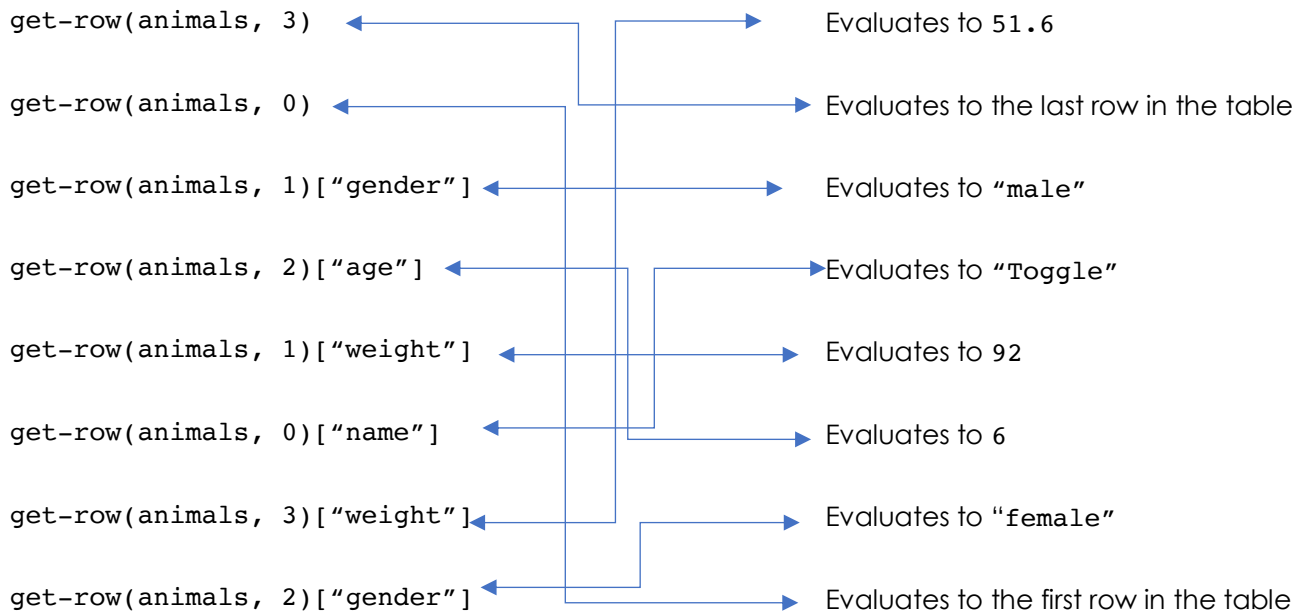 get-row(animals, 3) Evaluates to 51.6
get-row(animals, 0) Evaluates to the last row in the table
get-row(animals, 1)[“gender”] Evaluates to “male”
get-row(animals, 2)[“age”] Evaluates to “Toggle”
get-row(animals, 1)[“weight”] Evaluates to 92
get-row(animals, 0)[“name”] Evaluates to 6
get-row(animals, 3)[“weight”] Evaluates to “female”
get-row(animals, 2)[“gender”] Evaluates to the first row in the table